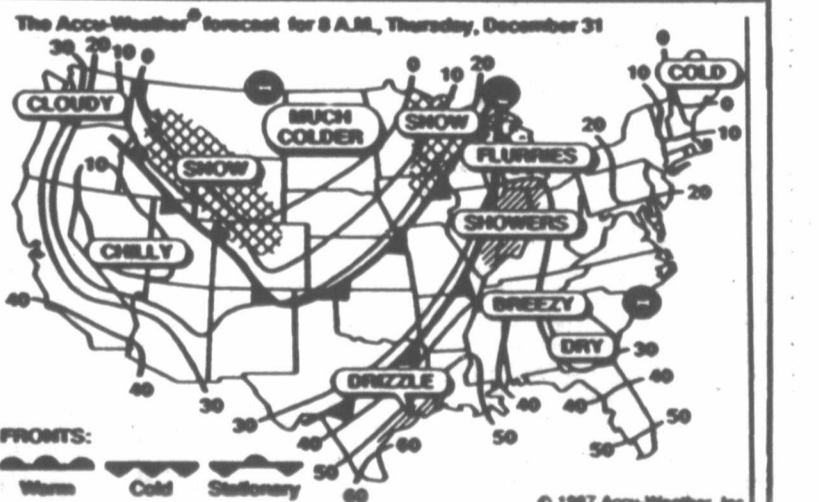 The Accu-Weather® forecast for 8 A.M., Thursday, December 31
30 20 10 0
0 10 20
0
10
COLD
0
CLOUDY
MUCH
COLDER
SNOW
20
10
SNOW
FLURRIES
10
20
SHOWERS
CHILLY
40
BREEZY
DRY
30
DRIZZLE
40
40
30
30
40
50
60
60
40
50
40
50
50
FRONTS:
Warm Cold Stationary
© 1997 Accu-Weather, Inc.